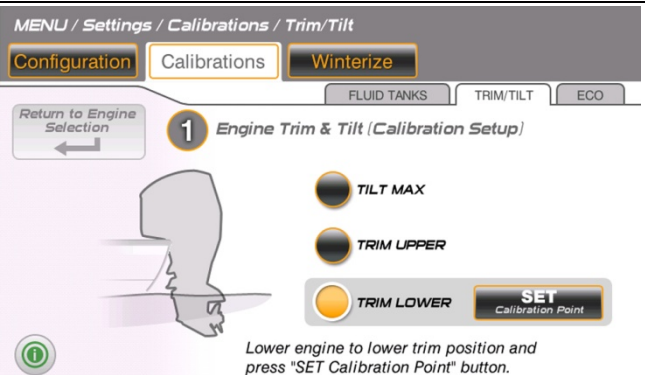 MENU / Settings / Calibrations / Trim/Tilt
Configuration Calibrations Winterize
FLUID TANKS TRIM/TILT ECO
Return to Engine
Selection
1 Engine Trim & Tilt (Calibration Setup)
TILT MAX
TRIM UPPER
TRIM LOWER SET
Calibration Point
Lower engine to lower trim position and
press "SET Calibration Point" button.